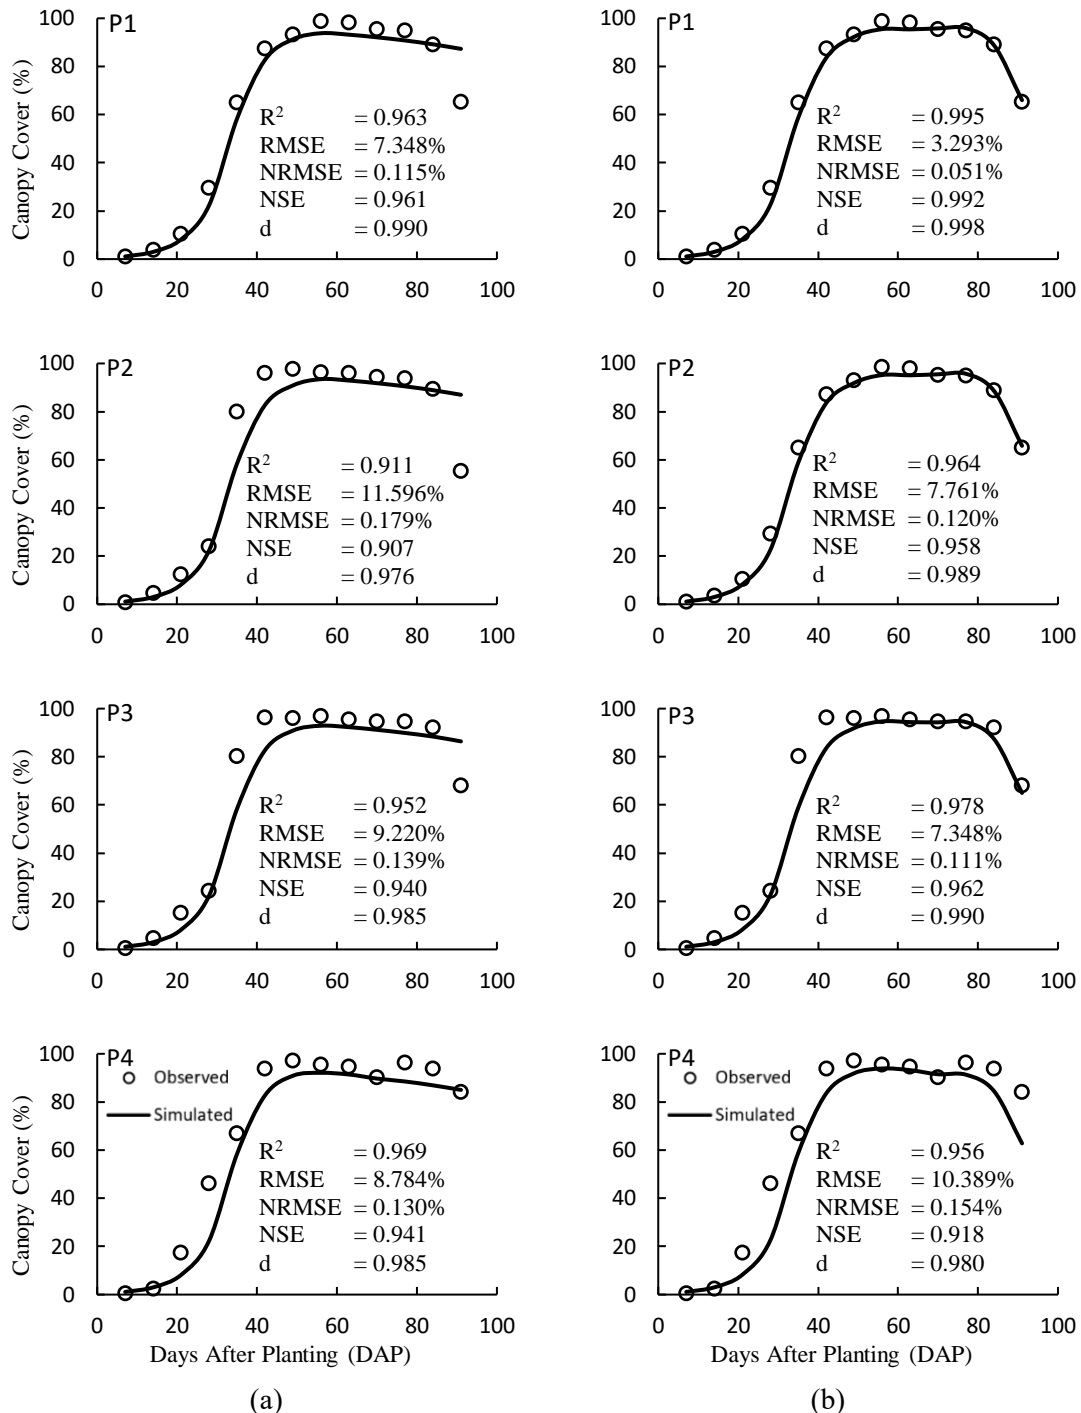 P1
Canopy Cover (%)
100
80
60
40
20
0
R² = 0.963
RMSE = 7.348%
NRMSE = 0.115%
NSE = 0.961
d = 0.990
0 20 40 60 80 100
P1
100
80
60
40
20
0
R² = 0.995
RMSE = 3.293%
NRMSE = 0.051%
NSE = 0.992
d = 0.998
0 20 40 60 80 100
P2
Canopy Cover (%)
100
80
60
40
20
0
R² = 0.911
RMSE = 11.596%
NRMSE = 0.179%
NSE = 0.907
d = 0.976
0 20 40 60 80 100
P2
100
80
60
40
20
0
R² = 0.964
RMSE = 7.761%
NRMSE = 0.120%
NSE = 0.958
d = 0.989
0 20 40 60 80 100
P3
Canopy Cover (%)
100
80
60
40
20
0
R² = 0.952
RMSE = 9.220%
NRMSE = 0.139%
NSE = 0.940
d = 0.985
0 20 40 60 80 100
P3
100
80
60
40
20
0
R² = 0.978
RMSE = 7.348%
NRMSE = 0.111%
NSE = 0.962
d = 0.990
0 20 40 60 80 100
P4
Canopy Cover (%)
100
80
60
40
20
0
Observed
Simulated
R² = 0.969
RMSE = 8.784%
NRMSE = 0.130%
NSE = 0.941
d = 0.985
0 20 40 60 80 100
Days After Planting (DAP)
(a)
P4
100
80
60
40
20
0
Observed
Simulated
R² = 0.956
RMSE = 10.389%
NRMSE = 0.154%
NSE = 0.918
d = 0.980
0 20 40 60 80 100
Days After Planting (DAP)
(b)